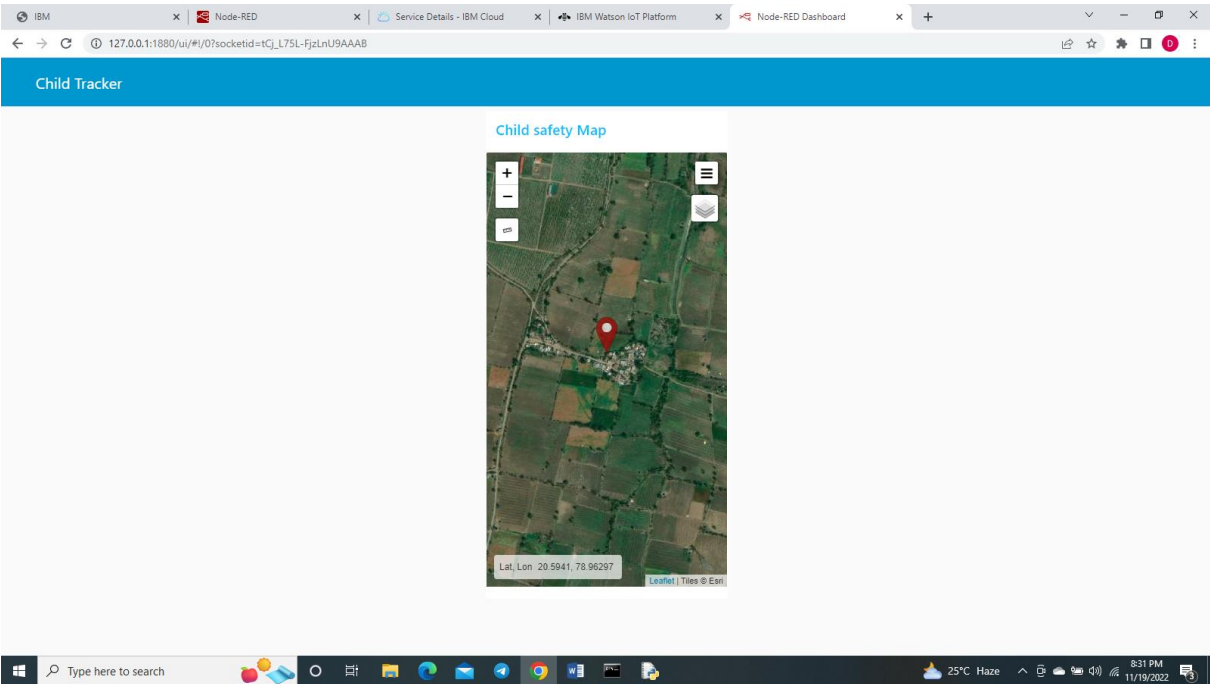 IBM
Node-RED
Service Details - IBM Cloud
IBM Watson IoT Platform
Node-RED Dashboard
127.0.0.1:1880/ui/#!/0?socketid=tCj_L75L-FjzLnU9AAAB
D
Child Tracker
Child safety Map
+
−
Lat, Lon 20.5941, 78.96297
Leaflet | Tiles © Esri
Type here to search
25°C Haze
8:31 PM
11/19/2022
3